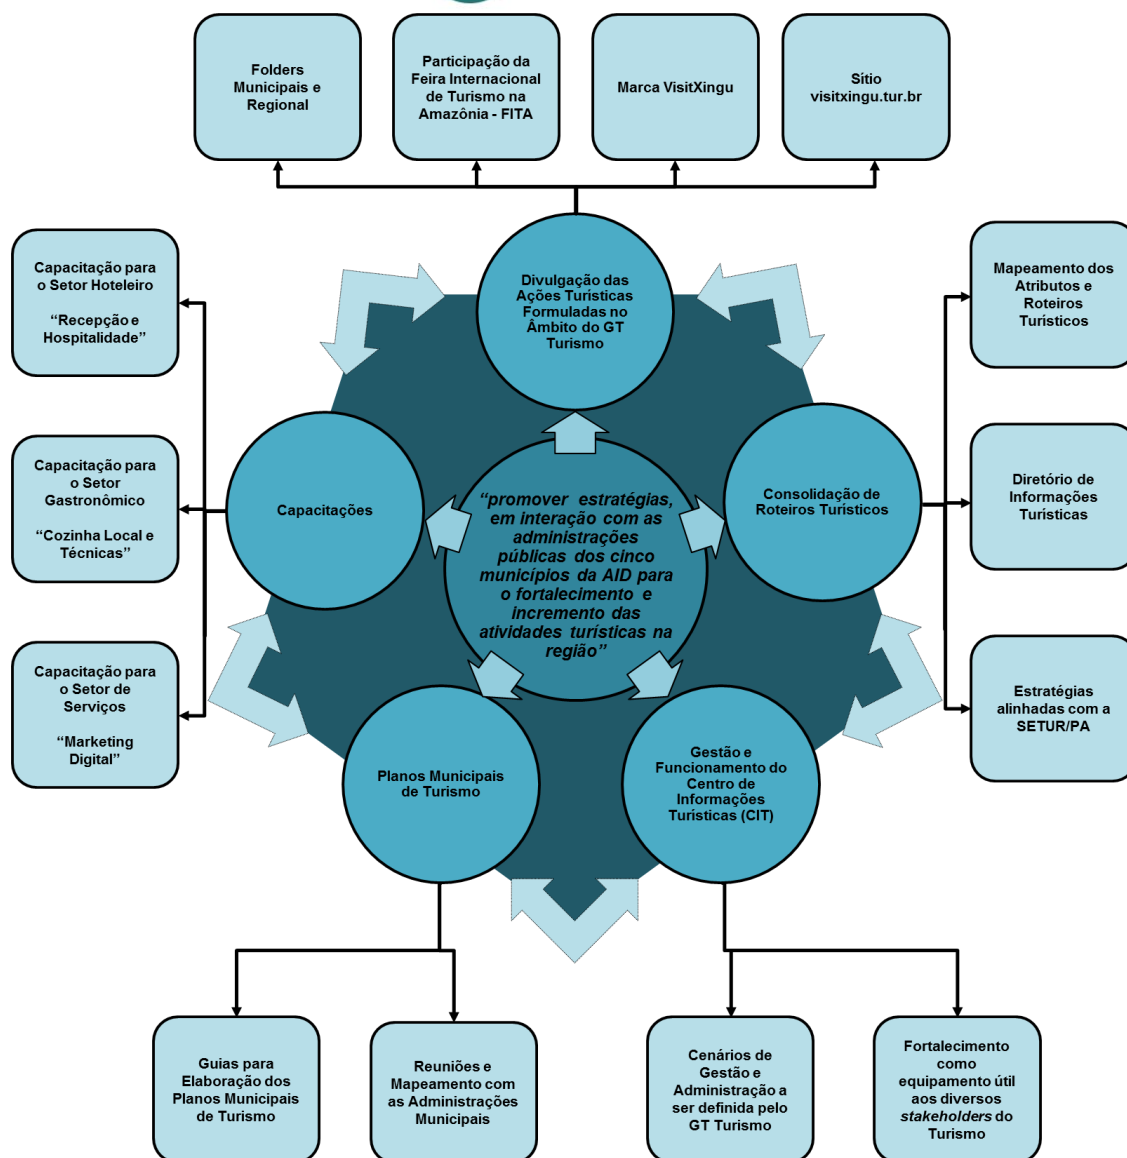 Folders
Municipais e
Regional
Participação da
Feira Internacional
de Turismo na
Amazônia - FITA
Marca VisitXingu
Sítio
visitxingu.tur.br
Divulgação das
Ações Turísticas
Formuladas no
Âmbito do GT
Turismo
Capacitação para
o Setor Hoteleiro
“Recepção e
Hospitalidade”
Capacitação para
o Setor
Gastronômico
“Cozinha Local e
Técnicas”
Capacitação para
o Setor de
Serviços
“Marketing
Digital”
Capacitações
“promover estratégias,
em interação com as
administrações
públicas dos cinco
municípios da AID para
o fortalecimento e
incremento das
atividades turísticas na
região”
Consolidação de
Roteiros Turísticos
Mapeamento dos
Atributos e
Roteiros
Turísticos
Diretório de
Informações
Turísticas
Estratégias
alinhadas com a
SETUR/PA
Planos Municipais
de Turismo
Gestão e
Funcionamento do
Centro de
Informações
Turísticas (CIT)
Guias para
Elaboração dos
Planos Municipais
de Turismo
Reuniões e
Mapeamento com
as Administrações
Municipais
Cenários de
Gestão e
Administração a
ser definida pelo
GT Turismo
Fortalecimento
como
equipamento útil
aos diversos
stakeholders do
Turismo